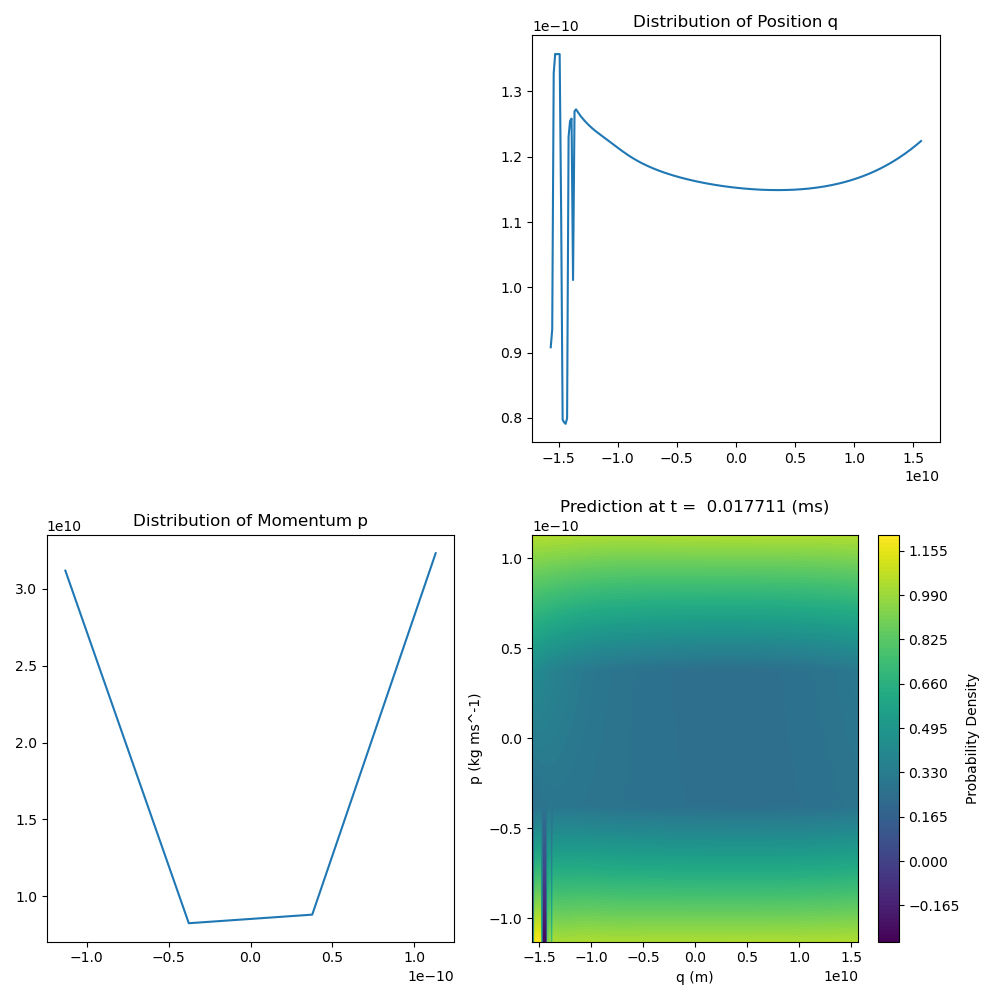 Distribution of Position q
1e−10
1.3
1.2
1.1
1.0
0.9
0.8
−1.5 −1.0 −0.5 0.0 0.5 1.0 1.5
1e10
Distribution of Momentum p
1e10
3.0
2.5
2.0
1.5
1.0
−1.0 −0.5 0.0 0.5 1.0
1e−10
Prediction at t =  0.017711 (ms)
1e−10
p (kg ms^-1)
1.0
0.5
0.0
−0.5
−1.0
−1.5 −1.0 −0.5 0.0 0.5 1.0 1.5
q (m)
1e10
1.155
0.990
0.825
0.660
0.495
0.330
0.165
0.000
−0.165
Probability Density